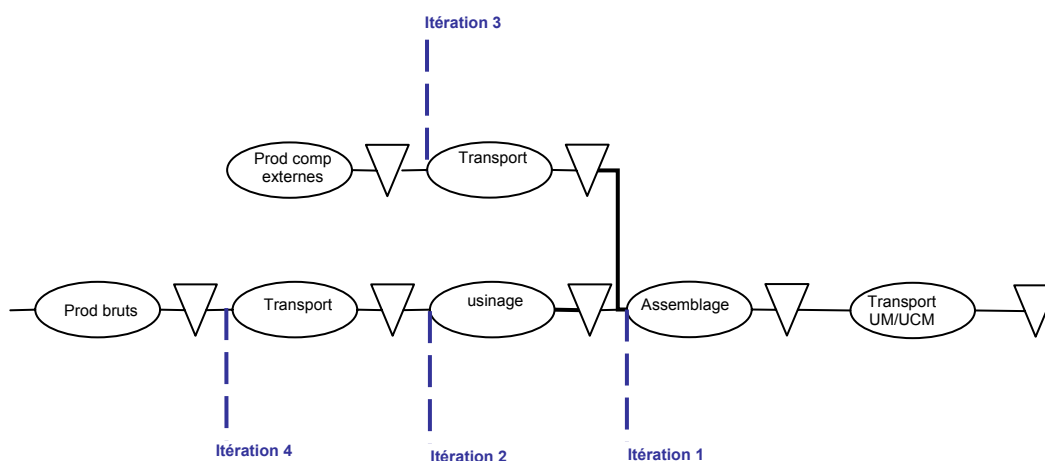 Itération 3
Prod comp
externes
Transport
Prod bruts
Transport
usinage
Assemblage
Transport
UM/UCM
Itération 4
Itération 2
Itération 1